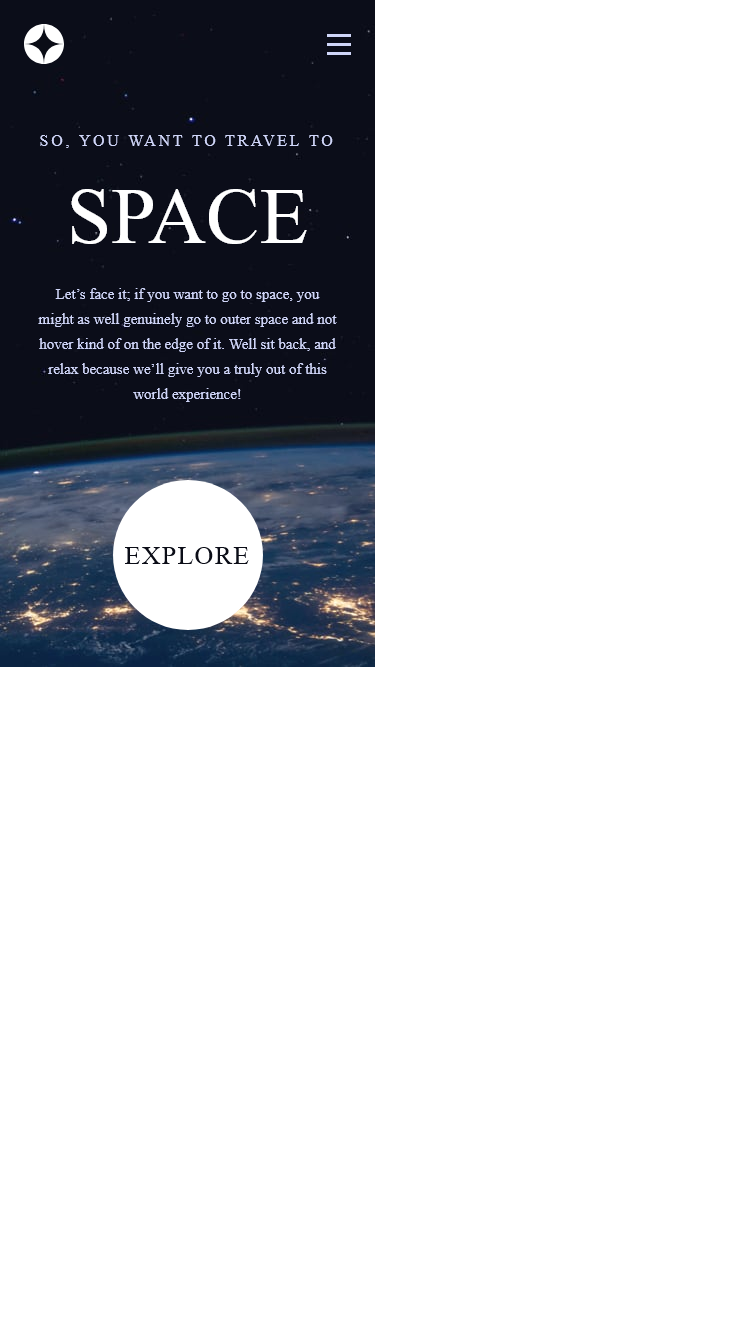 SO, YOU WANT TO TRAVEL TO
SPACE
Let’s face it; if you want to go to space, you
might as well genuinely go to outer space and not
hover kind of on the edge of it. Well sit back, and
relax because we’ll give you a truly out of this
world experience!
EXPLORE